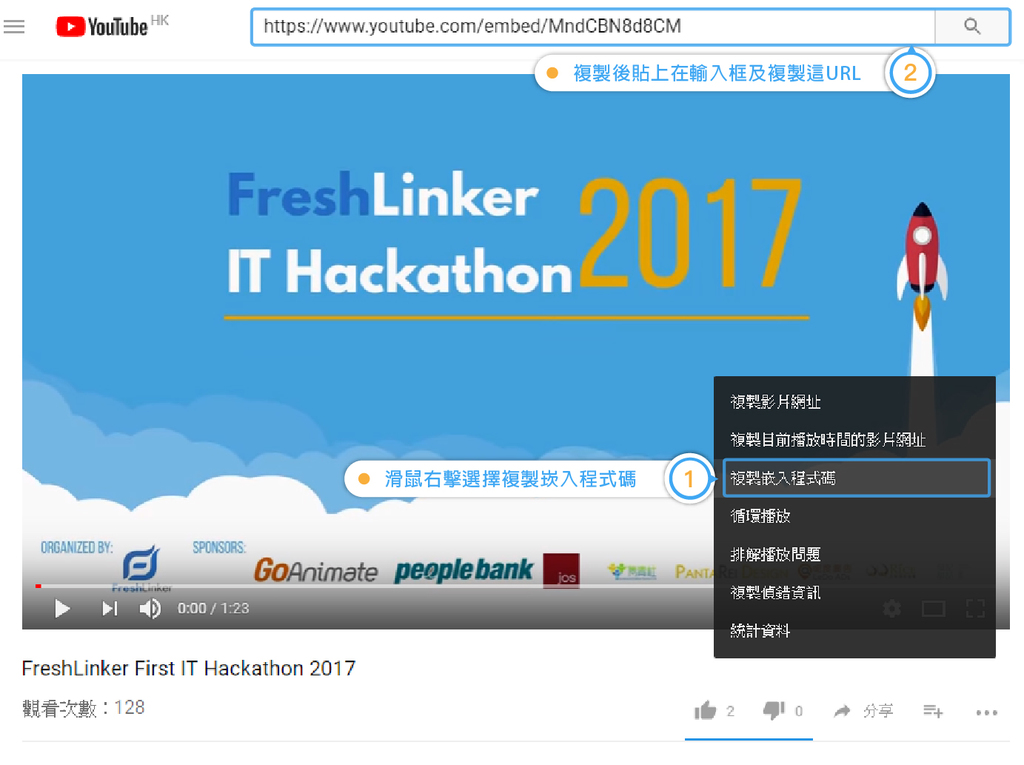 YouTube HK
https://www.youtube.com/embed/MndCBN8d8CM
複製後貼上在輸入框及複製這URL
2
FreshLinker
IT Hackathon
2017
複製影片網址
複製目前播放時間的影片網址
滑鼠右擊選擇複製崁入程式碼
1
複製嵌入程式碼
循環播放
排解播放問題
複製偵錯資訊
統計資料
ORGANIZED BY:
FreshLinker
SPONSORS:
GoAnimate
peoplebank
jos
0:00 / 1:23
FreshLinker First IT Hackathon 2017
觀看次數：128
2
0
分享